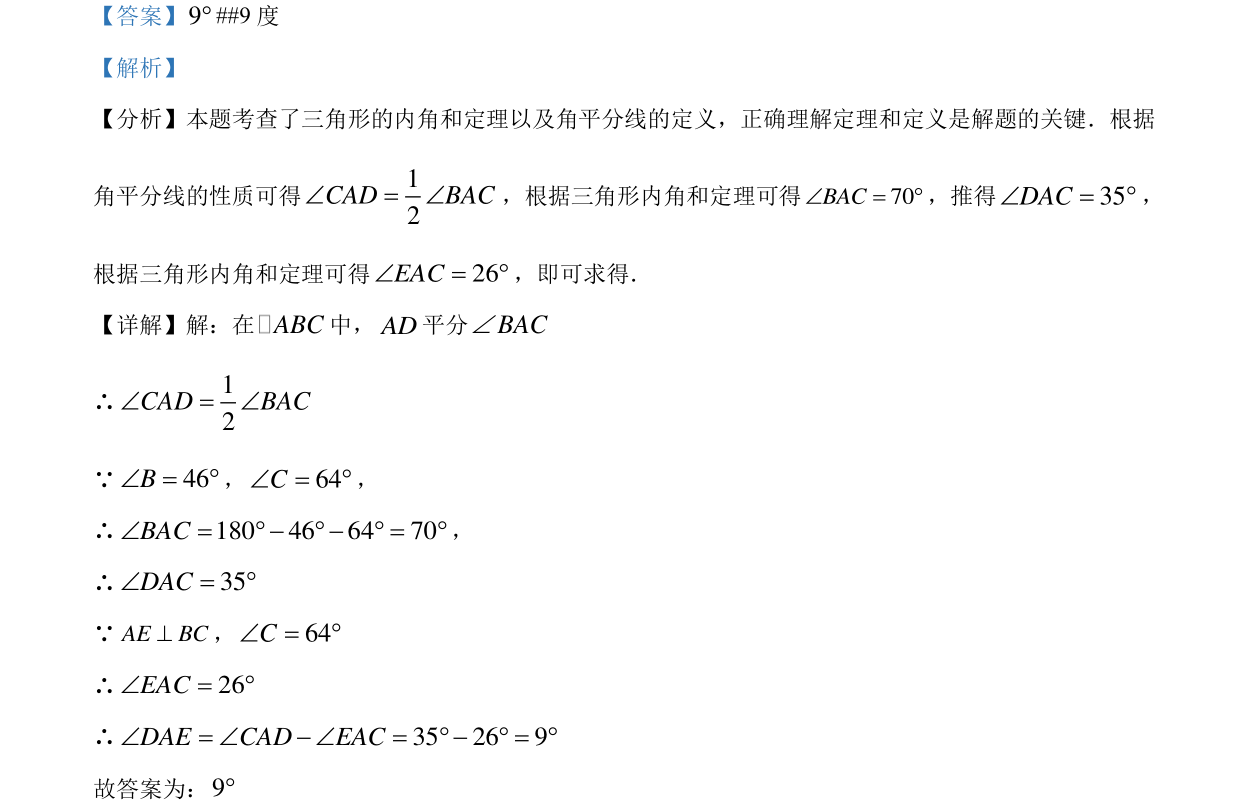 【答案】9°##9 度
【解析】
【分析】本题考查了三角形的内角和定理以及角平分线的定义，正确理解定理和定义是解题的关键．根据
角平分线的性质可得∠CAD = 1/2 ∠BAC，根据三角形内角和定理可得∠BAC = 70°，推得∠DAC = 35°，
根据三角形内角和定理可得∠EAC = 26°，即可求得．
【详解】解：在□ABC 中， AD 平分∠BAC
∴∠CAD = 1/2 ∠BAC
∵∠B = 46°，∠C = 64°，
∴∠BAC = 180° − 46° − 64° = 70°，
∴∠DAC = 35°
∵ AE ⊥ BC，∠C = 64°
∴∠EAC = 26°
∴∠DAE = ∠CAD − ∠EAC = 35° − 26° = 9°
故答案为：9°